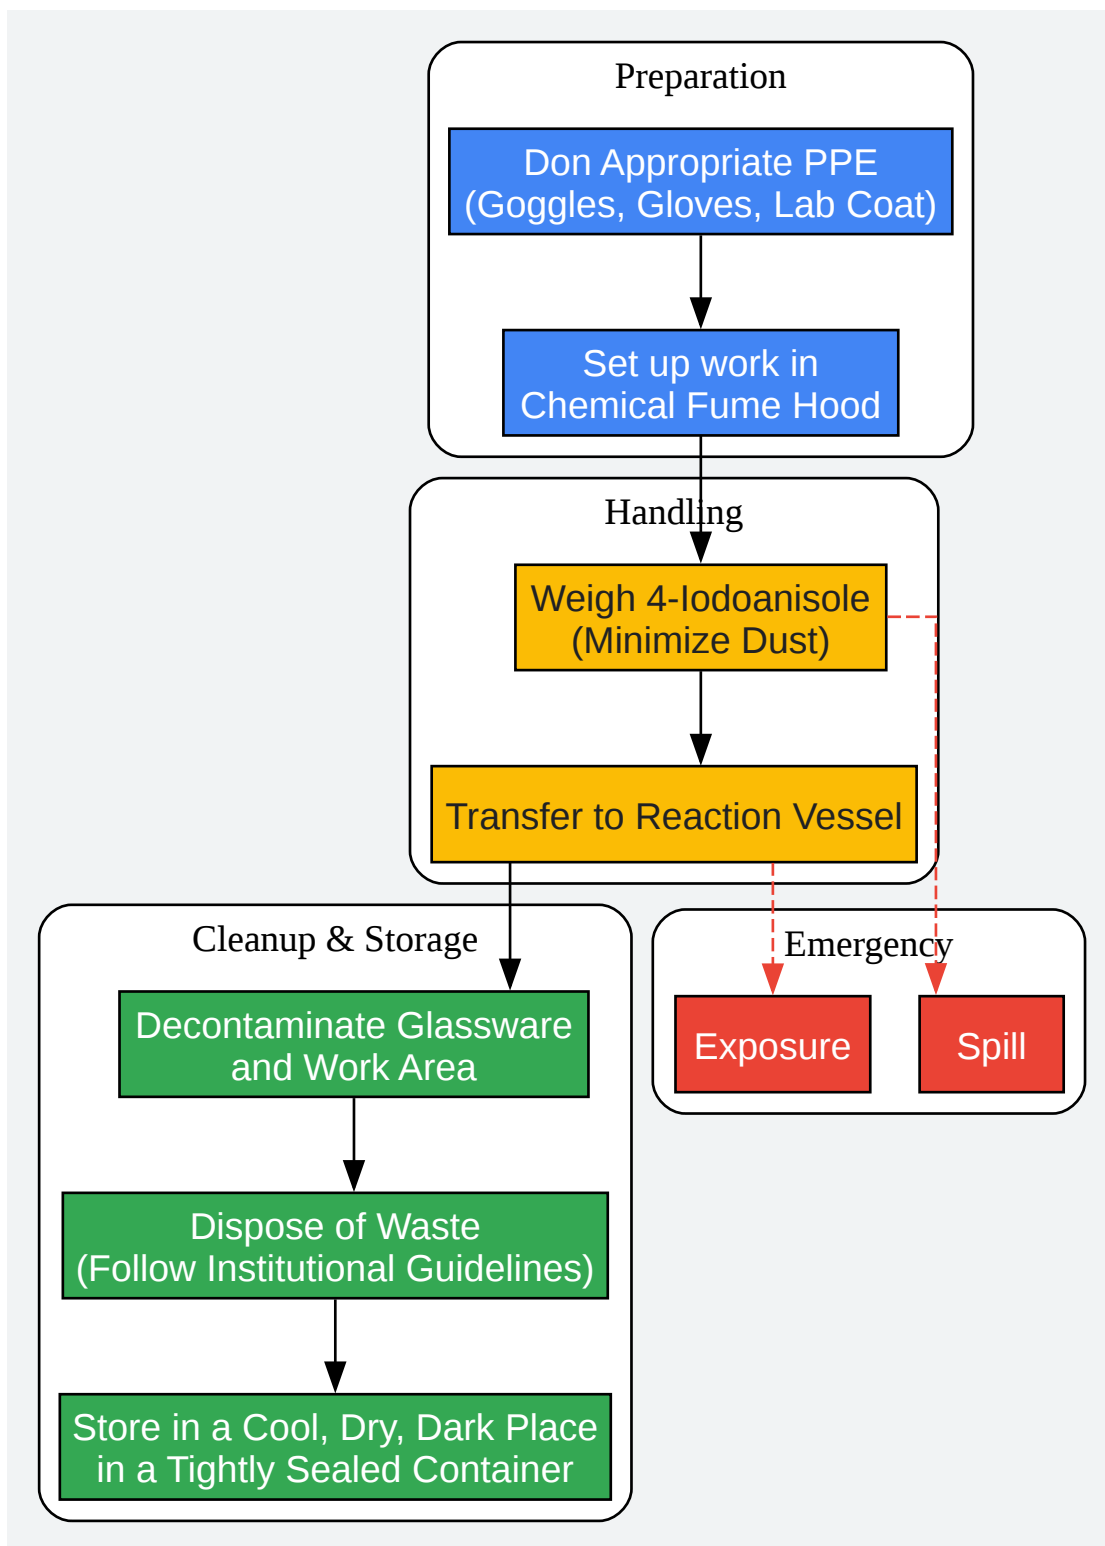 Preparation
Don Appropriate PPE
(Goggles, Gloves, Lab Coat)
Set up work in
Chemical Fume Hood
Handling
Weigh 4-Iodoanisole
(Minimize Dust)
Transfer to Reaction Vessel
Cleanup & Storage
Decontaminate Glassware
and Work Area
Dispose of Waste
(Follow Institutional Guidelines)
Store in a Cool, Dry, Dark Place
in a Tightly Sealed Container
Emergency
Exposure
Spill